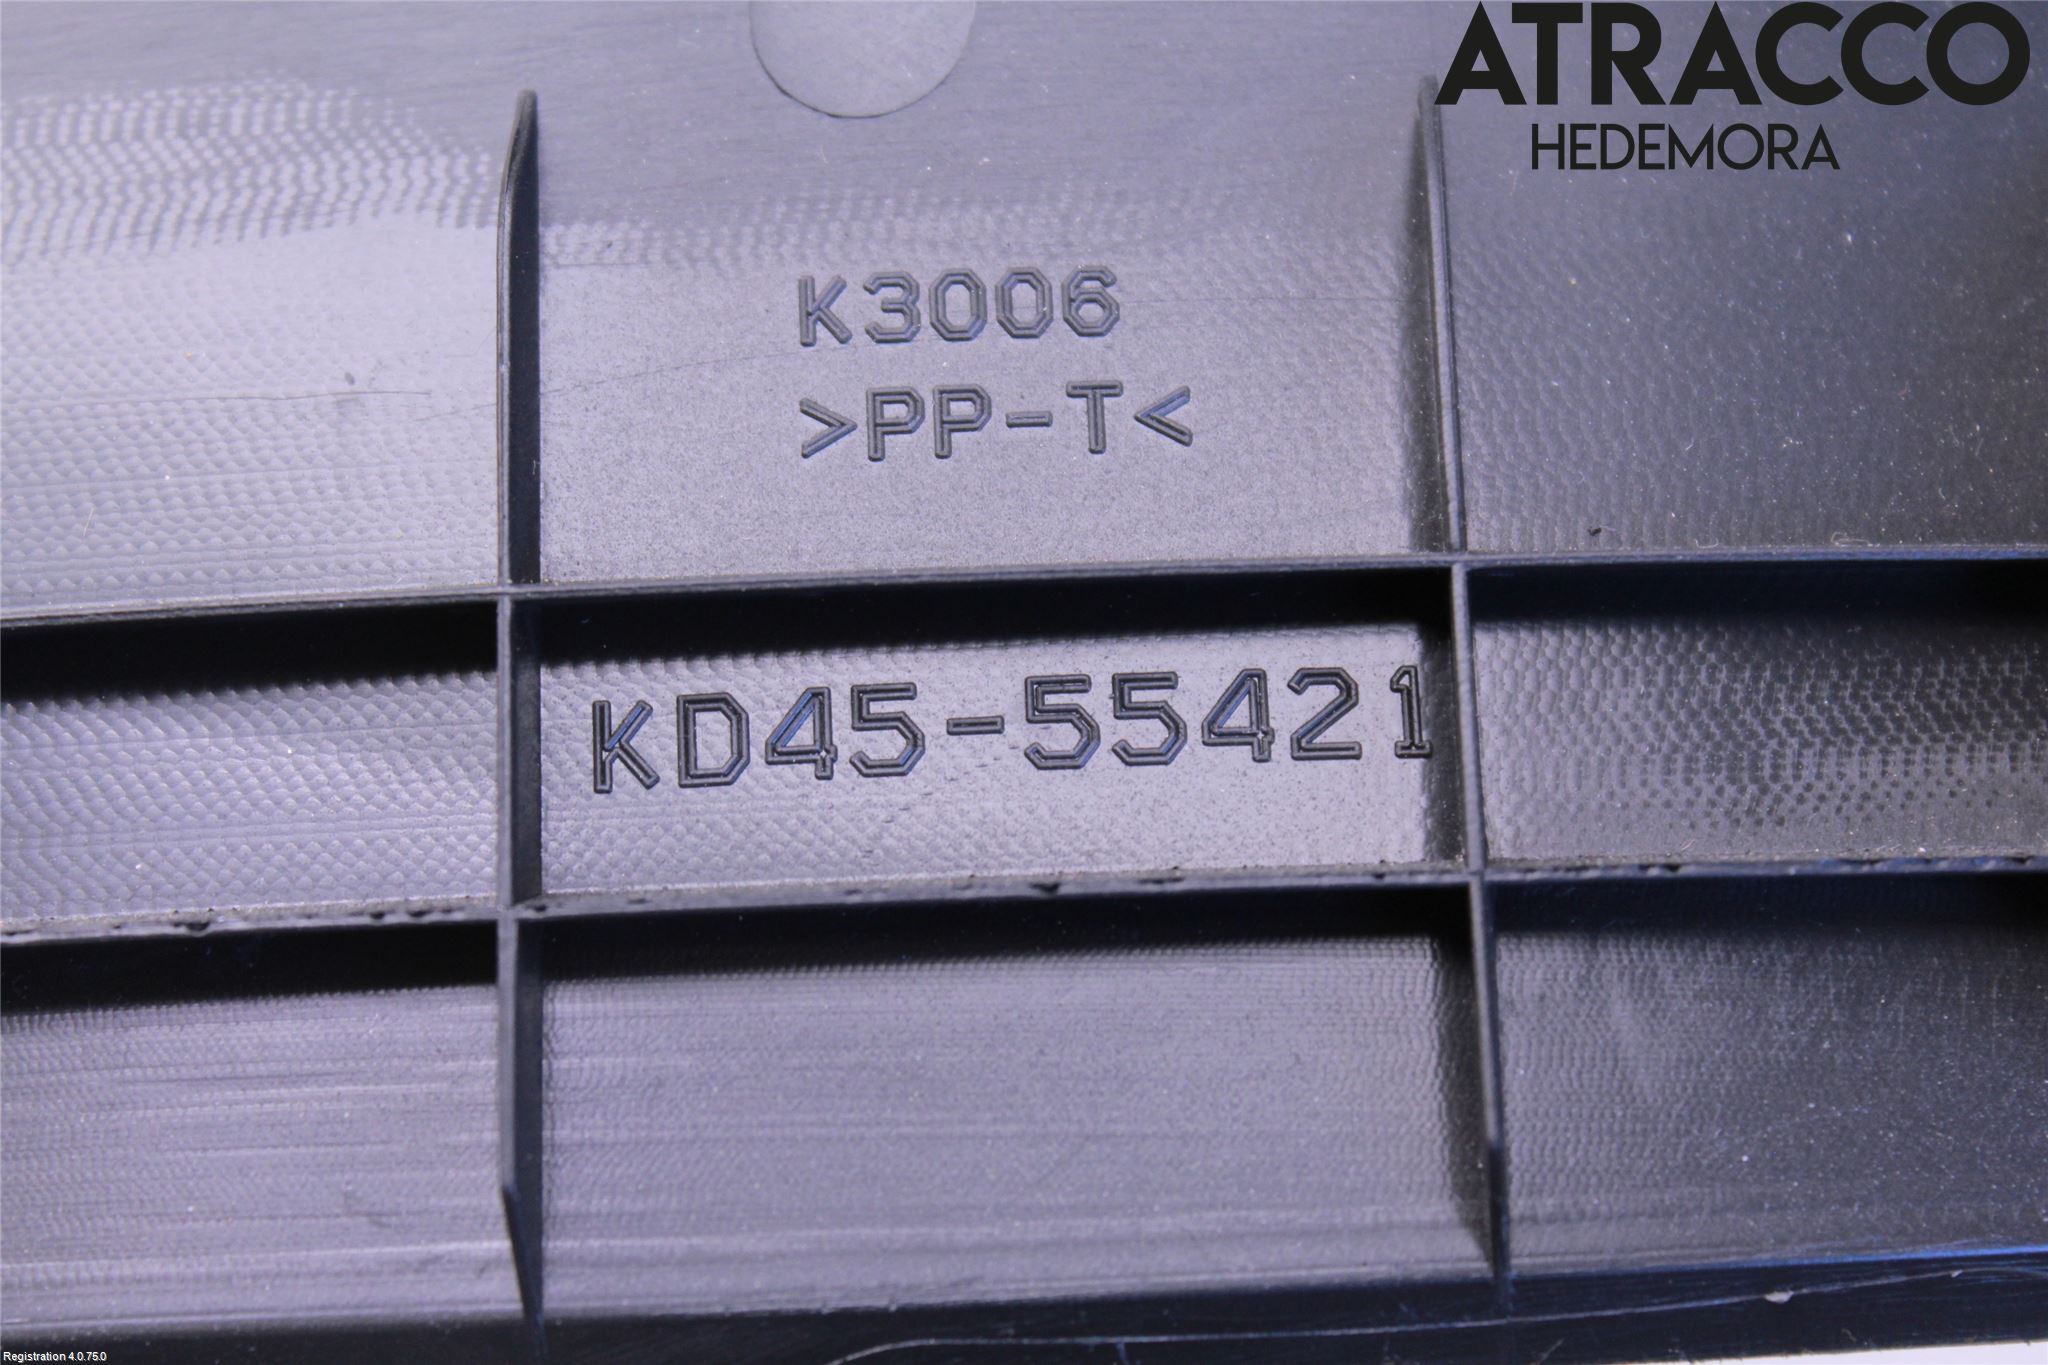 ATRACCO
HEDEMORA
K3006
>PP-T<
KD45-55421
Registration 4.0.75.0